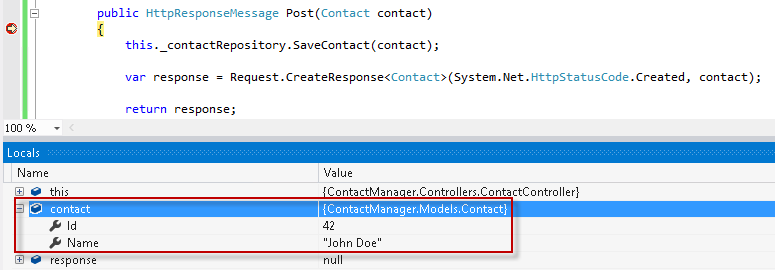 public HttpResponseMessage Post(Contact contact)
{
this._contactRepository.SaveContact(contact);
var response = Request.CreateResponse<Contact>(System.Net.HttpStatusCode.Created, contact);
return response;
100 %
Locals
Name Value
this {ContactManager.Controllers.ContactController}
contact {ContactManager.Models.Contact}
Id 42
Name "John Doe"
response null